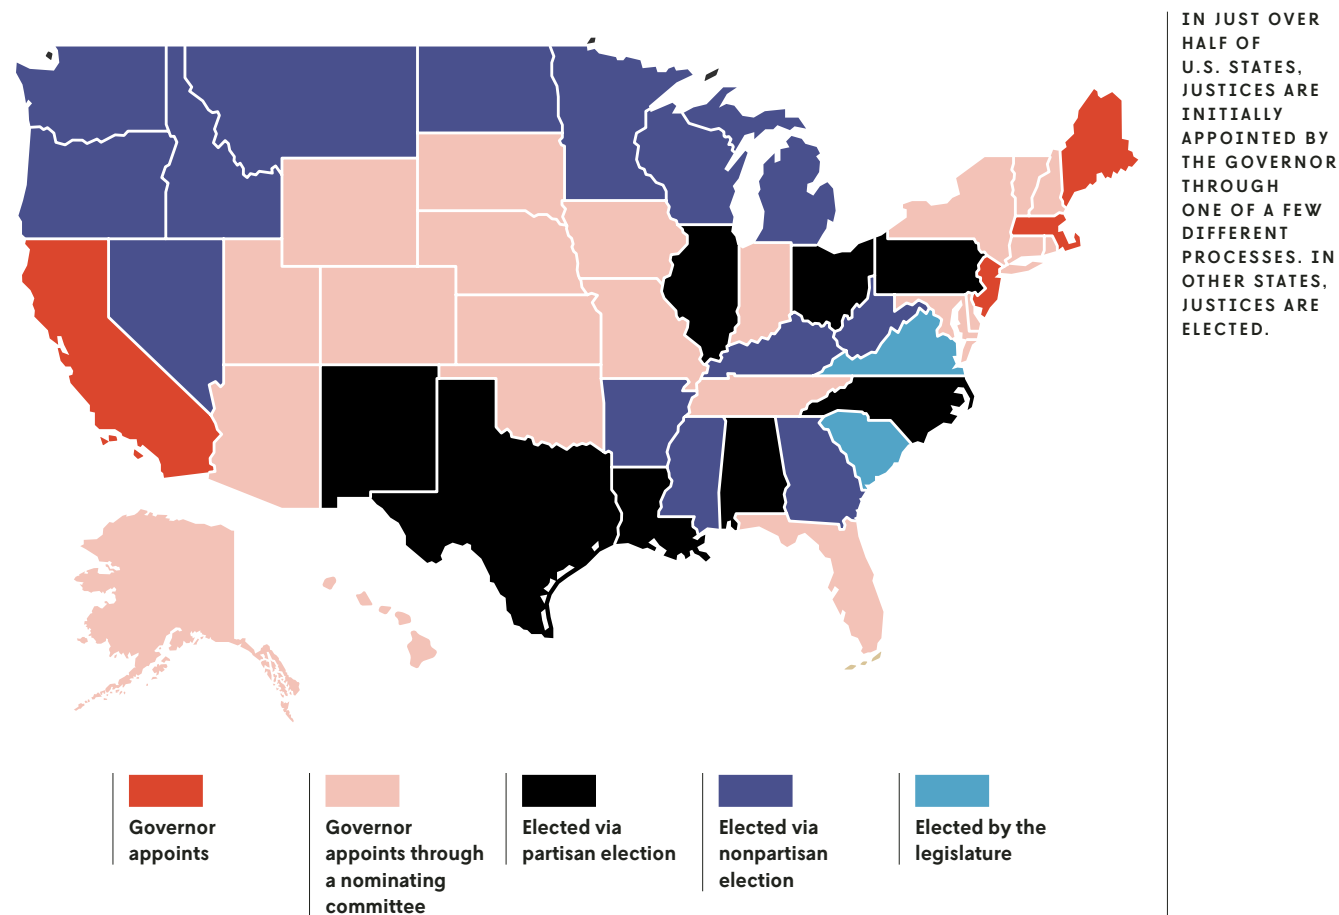 IN JUST OVER
HALF OF
U.S. STATES,
JUSTICES ARE
INITIALLY
APPOINTED BY
THE GOVERNOR
THROUGH
ONE OF A FEW
DIFFERENT
PROCESSES. IN
OTHER STATES,
JUSTICES ARE
ELECTED.
Governor
appoints
Governor
appoints through
a nominating
committee
Elected via
partisan election
Elected via
nonpartisan
election
Elected by the
legislature